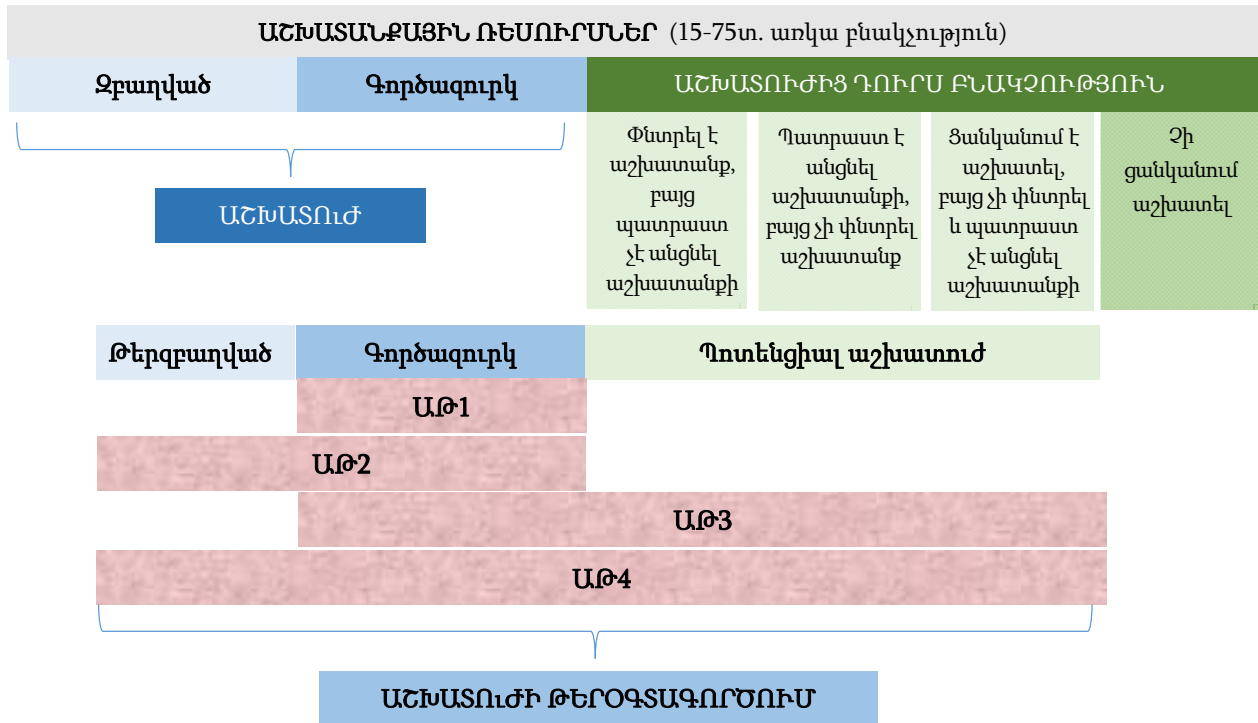 ԱՇԽԱՏԱՆՔԱՅԻՆ ՌԵՍՈՒՐՍՆԵՐ (15-75տ. առկա բնակչություն)
Զբաղված
Գործազուրկ
ԱՇԽԱՏՈՒԺԻՑ ԴՈՒՐՍ ԲՆԱԿՉՈՒԹՅՈՒՆ
ԱՇԽԱՏՈւԺ
Փնտրել է
աշխատանք,
բայց
պատրաստ
չէ անցնել
աշխատանքի
Պատրաստ է
անցնել
աշխատանքի,
բայց չի փնտրել
աշխատանք
Ցանկանում է
աշխատել,
բայց չի փնտրել
և պատրաստ
չէ անցնել
աշխատանքի
Չի
ցանկանում
աշխատել
Թերզբաղված
Գործազուրկ
Պոտենցիալ աշխատուժ
ԱԹ1
ԱԹ2
ԱԹ3
ԱԹ4
ԱՇԽԱՏՈւԺԻ ԹԵՐՕԳՏԱԳՈՐԾՈՒՄ